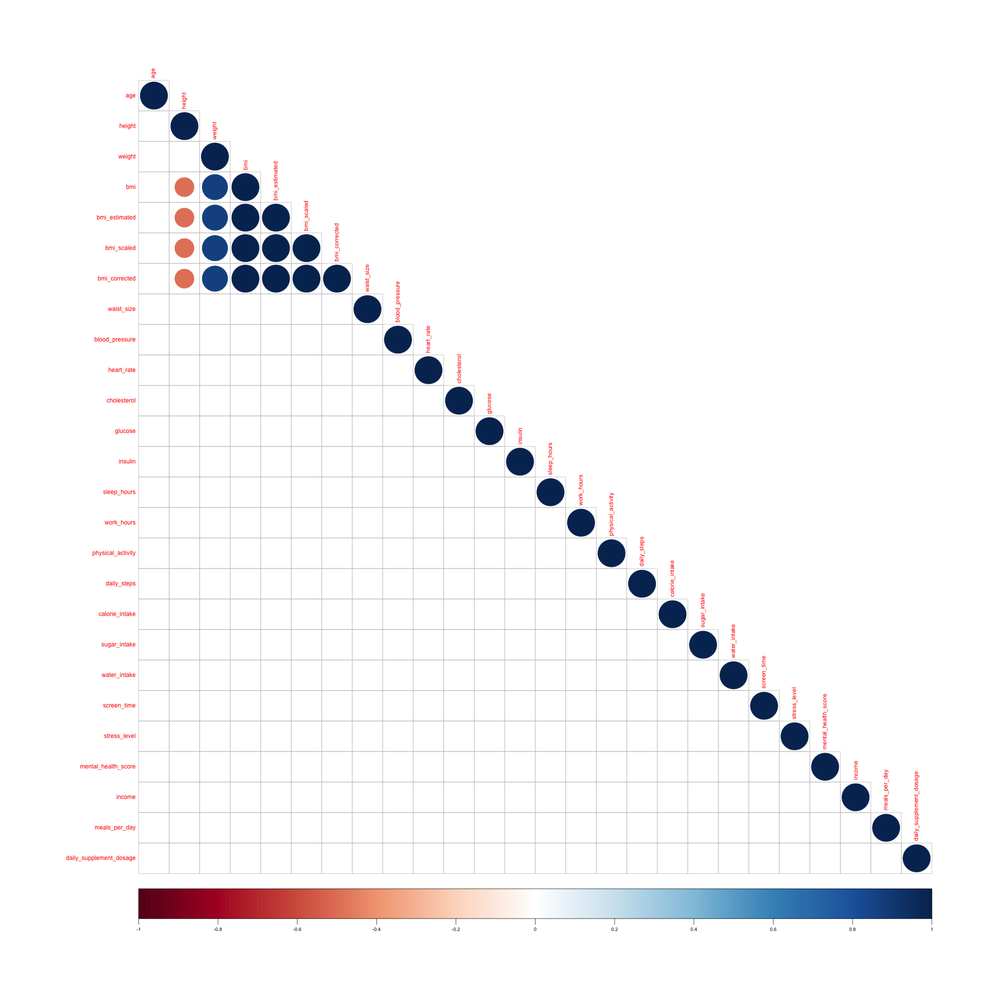 age
age
height
height
weight
weight
bmi
bmi
bmi_estimated
bmi_estimated
bmi_scaled
bmi_scaled
bmi_corrected
bmi_corrected
waist_size
waist_size
blood_pressure
blood_pressure
heart_rate
heart_rate
cholesterol
cholesterol
glucose
glucose
insulin
insulin
sleep_hours
sleep_hours
work_hours
work_hours
physical_activity
physical_activity
daily_steps
daily_steps
calorie_intake
calorie_intake
sugar_intake
sugar_intake
water_intake
water_intake
screen_time
screen_time
stress_level
stress_level
mental_health_score
mental_health_score
income
income
meals_per_day
meals_per_day
daily_supplement_dosage
daily_supplement_dosage
-1 -0.8 -0.6 -0.4 -0.2 0 0.2 0.4 0.6 0.8 1